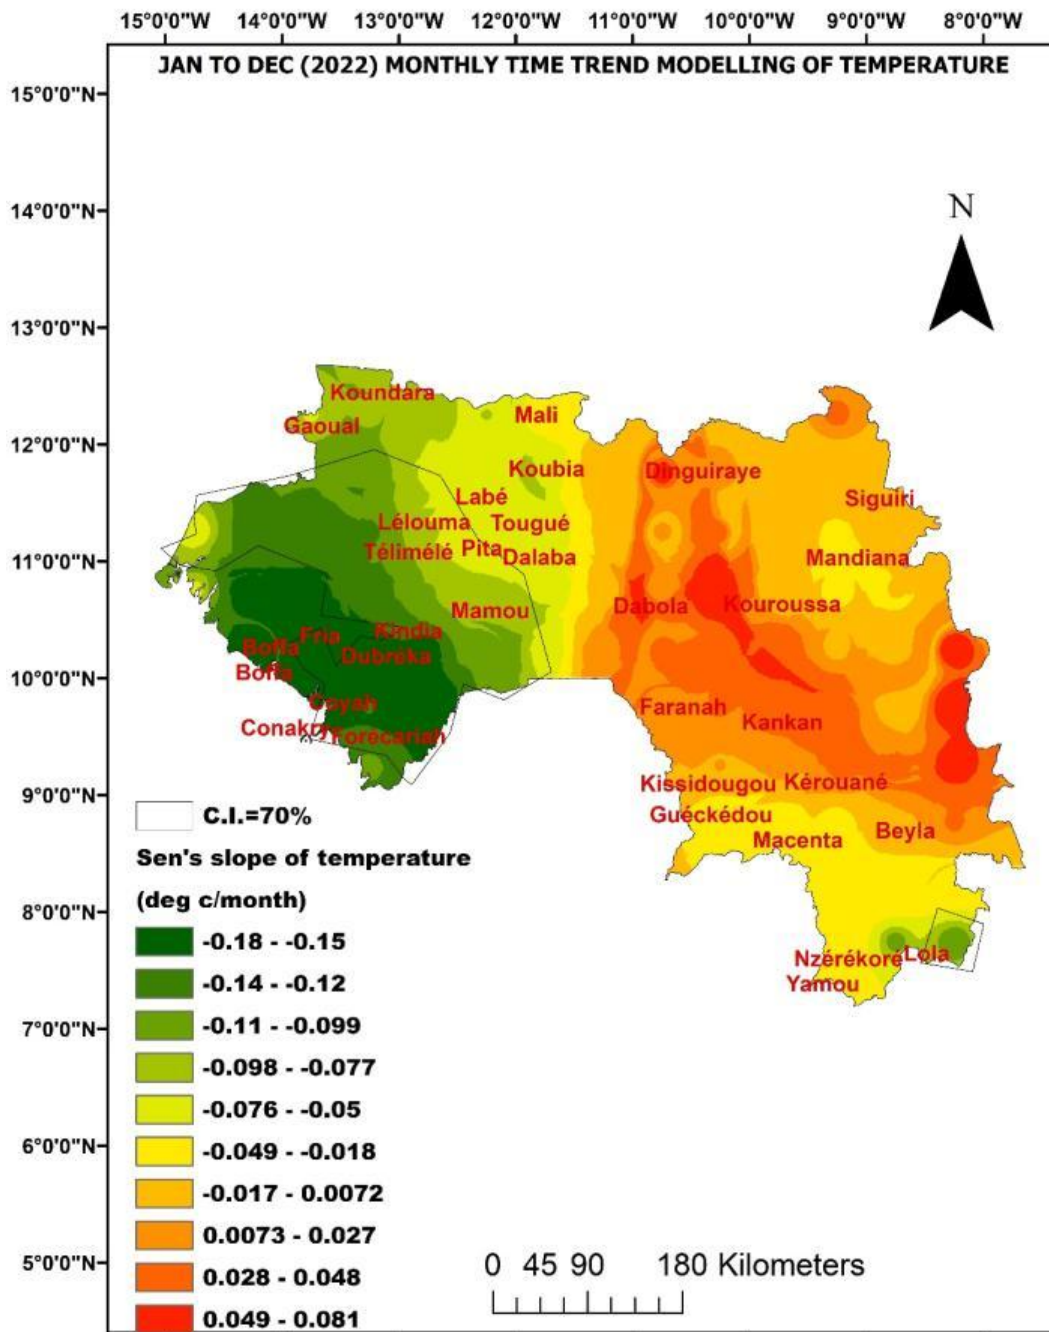 15°0'0"W 14°0'0"W 13°0'0"W 12°0'0"W 11°0'0"W 10°0'0"W 9°0'0"W 8°0'0"W
JAN TO DEC (2022) MONTHLY TIME TREND MODELLING OF TEMPERATURE
15°0'0"N
14°0'0"N
N
13°0'0"N
Koundara
Gaoual
Mali
12°0'0"N
Koubia
Dinguiraye
Labé
Siguiri
Lélouma
Tougué
Télimélé
Pita
Dalaba
Mandiana
11°0'0"N
Mamou
Dabola
Kouroussa
Fria
Kindia
Boffa
Dubréka
Boffa
10°0'0"N
Coyah
Faranah
Kankan
Conakry
Forecariah
Kissidougou
Kérouané
9°0'0"N
Guéckédou
Macenta
Beyla
C.I.=70%
Sen's slope of temperature
(deg c/month)
8°0'0"N
-0.18 - -0.15
Nzérékoré
Lola
Yamou
-0.14 - -0.12
7°0'0"N
-0.11 - -0.099
-0.098 - -0.077
-0.076 - -0.05
6°0'0"N
-0.049 - -0.018
-0.017 - 0.0072
0.0073 - 0.027
5°0'0"N
0.028 - 0.048
0.049 - 0.081
0 45 90 180 Kilometers